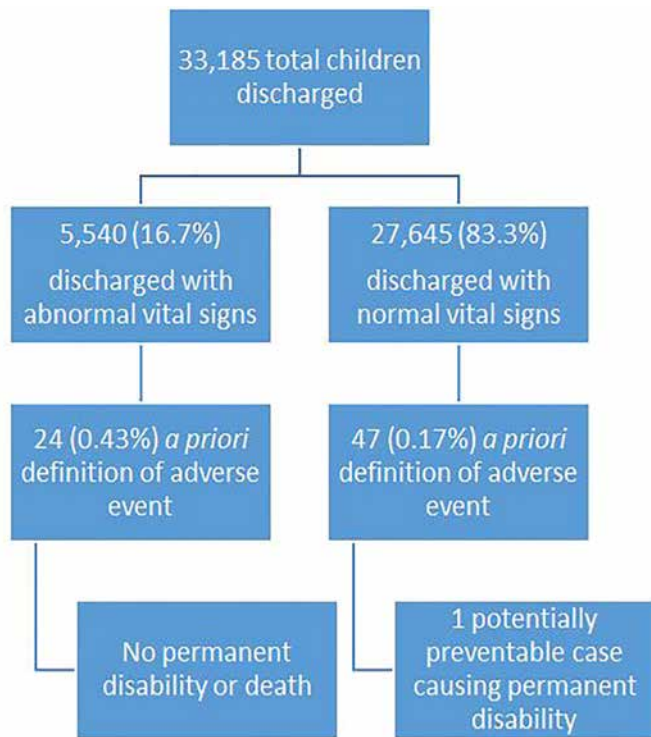 33,185 total children
discharged
5,540 (16.7%)
discharged with
abnormal vital signs
27,645 (83.3%)
discharged with
normal vital signs
24 (0.43%) a priori
definition of adverse
event
47 (0.17%) a priori
definition of adverse
event
No permanent
disability or death
1 potentially
preventable case
causing permanent
disability